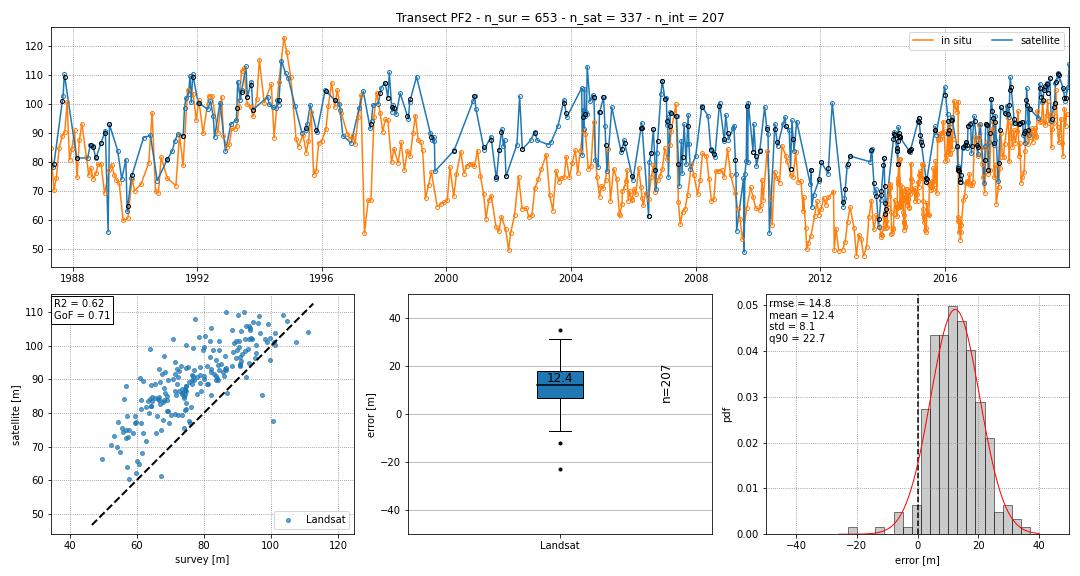 Transect PF2 - n_sur = 653 - n_sat = 337 - n_int = 207
in situ satellite
120
110
100
90
80
70
60
50
1988 1992 1996 2000 2004 2008 2012 2016
R2 = 0.62
GoF = 0.71
satellite [m]
110
100
90
80
70
60
50
Landsat
40 60 80 100 120
survey [m]
error [m]
40
20
0
−20
−40
12.4
n=207
Landsat
rmse = 14.8
mean = 12.4
std = 8.1
q90 = 22.7
pdf
0.05
0.04
0.03
0.02
0.01
0.00
−40 −20 0 20 40
error [m]